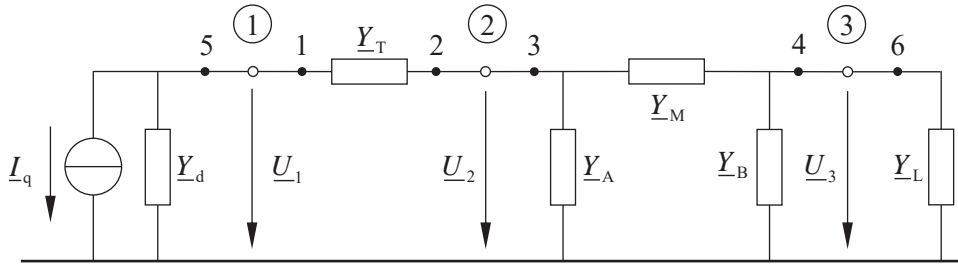 1 2 3
5 1 Y_T 2 3 4 6
Y_M
I_q Y_d U_1 U_2 Y_A Y_B U_3 Y_L